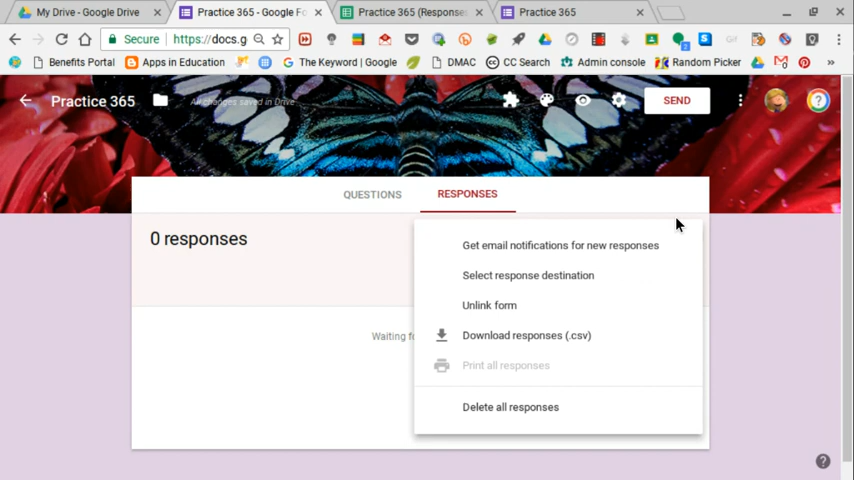 My Drive - Google Drive
Practice 365 - Google Fo
Practice 365 (Response
Practice 365
Secure
https://docs.g
Benefits Portal
Apps in Education
The Keyword | Google
DMAC
CC Search
Admin console
Random Picker
»
Practice 365
All changes saved in Drive
SEND
QUESTIONS
RESPONSES
0 responses
Get email notifications for new responses
Select response destination
Unlink form
Waiting fo
Download responses (.csv)
Print all responses
Delete all responses